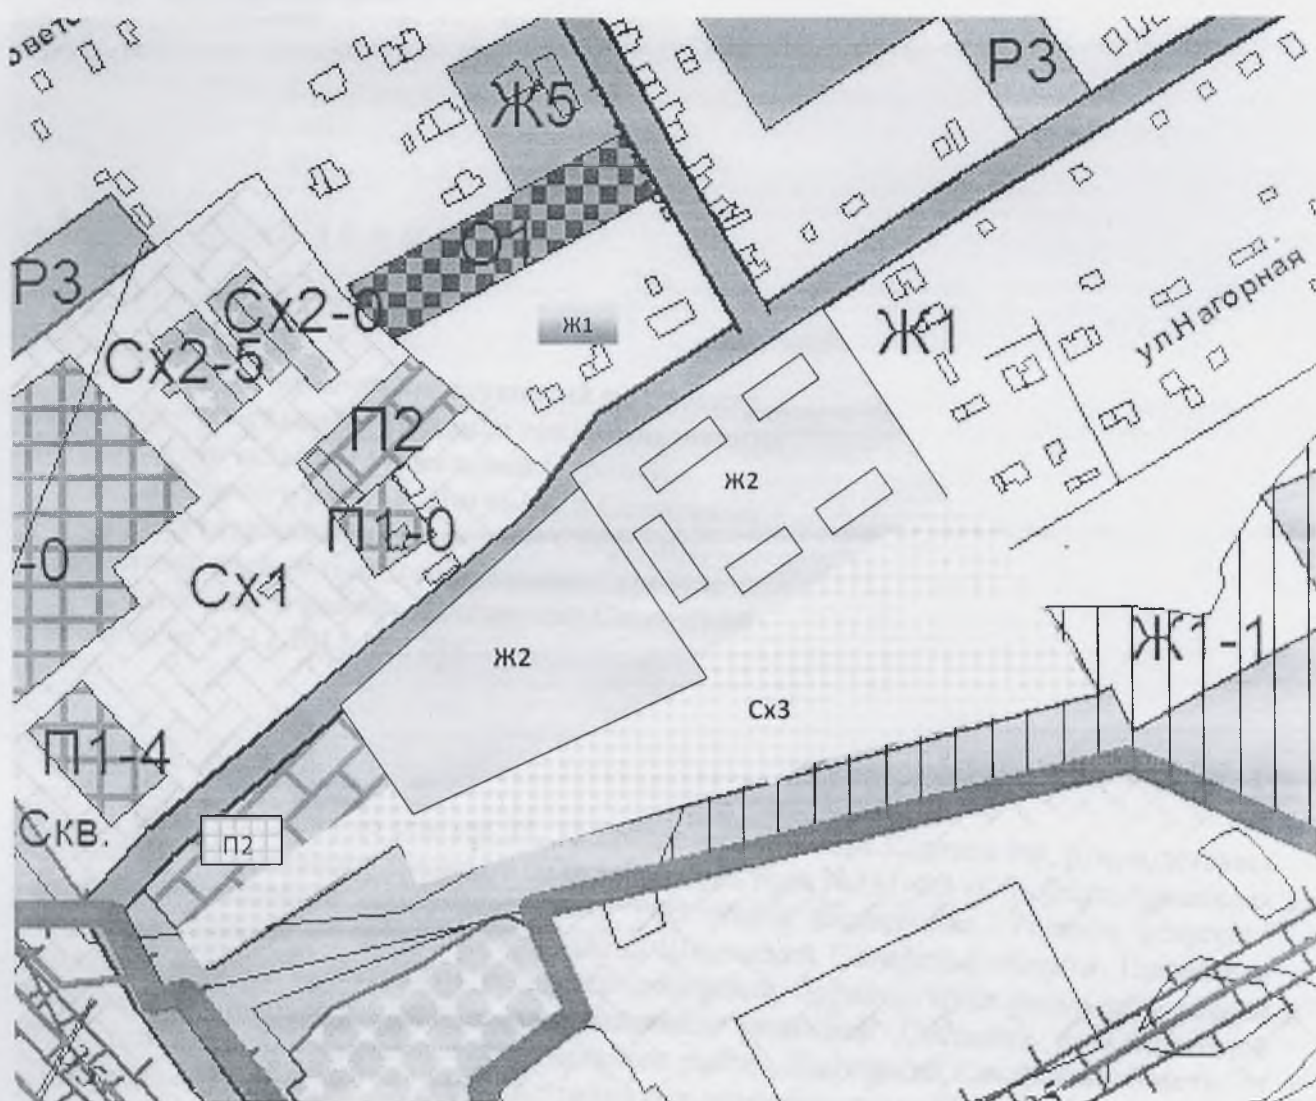 Р3
Ж5
О1
Р3
Сх2-0
Ж1
Ж1
ул.Нагорная
Сх2-5
П2
Ж2
П1-0
-0
Сх1
Ж1-1
Ж2
Сх3
П1-4
Скв.
П2